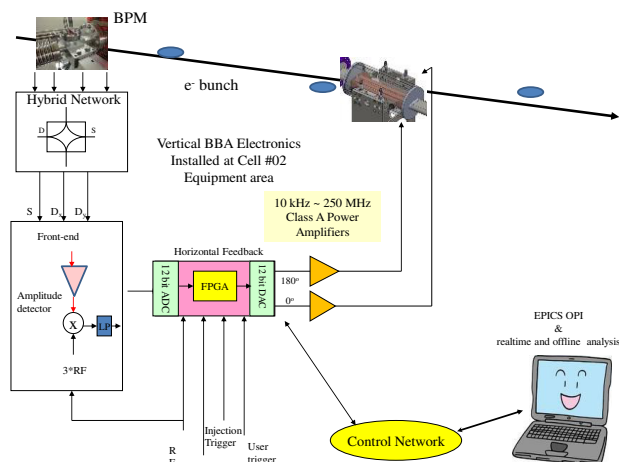 BPM
e- bunch
Hybrid Network
D
S
Vertical BBA Electronics
Installed at Cell #02
Equipment area
10 kHz ~ 250 MHz
Class A Power
Amplifiers
S
Dx
Front-end
Horizontal Feedback
12 bit ADC
FPGA
12 bit DAC
180°
0°
Amplitude
detector
X
LP
3*RF
EPICS OPI
&
realtime and offline analysis
Injection
Trigger
User
trigger
Control Network